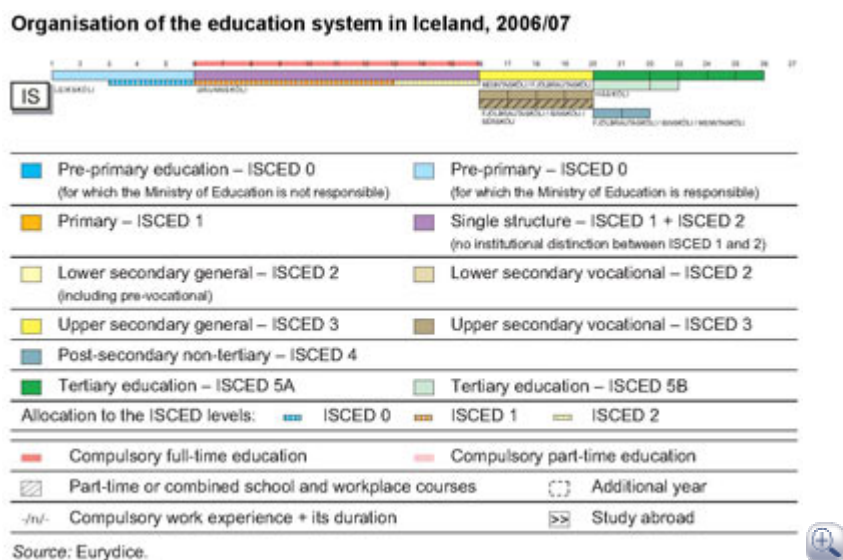 Organisation of the education system in Iceland, 2006/07
IS
Pre-primary education – ISCED 0
(for which the Ministry of Education is not responsible)
Pre-primary – ISCED 0
(for which the Ministry of Education is responsible)
Primary – ISCED 1
Single structure – ISCED 1 + ISCED 2
(no institutional distinction between ISCED 1 and 2)
Lower secondary general – ISCED 2
(including pre-vocational)
Lower secondary vocational – ISCED 2
Upper secondary general – ISCED 3
Upper secondary vocational – ISCED 3
Post-secondary non-tertiary – ISCED 4
Tertiary education – ISCED 5A
Tertiary education – ISCED 5B
Allocation to the ISCED levels: ISCED 0 ISCED 1 ISCED 2
Compulsory full-time education
Compulsory part-time education
Part-time or combined school and workplace courses
Additional year
-/n/- Compulsory work experience + its duration
>> Study abroad
Source: Eurydice.